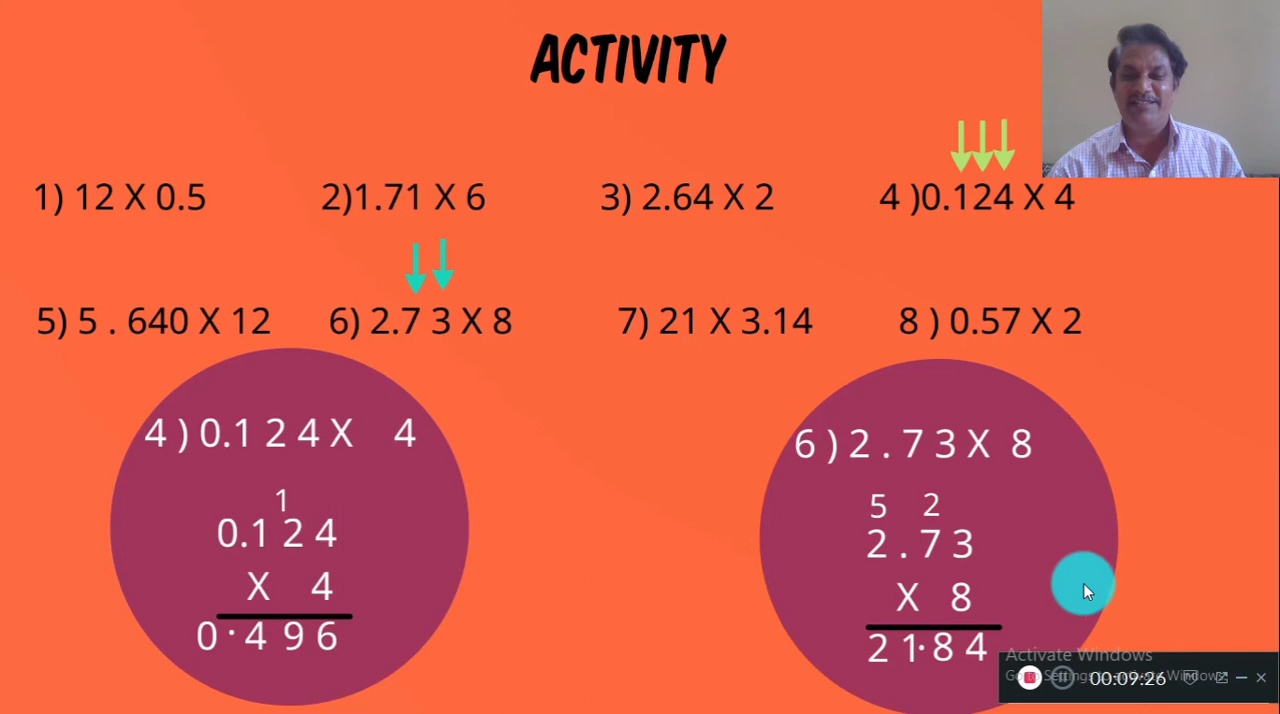 ACTIVITY
1) 12 X 0.5
2)1.71 X 6
3) 2.64 X 2
4 )0.124 X 4
5) 5 . 640 X 12
6) 2.7 3 X 8
7) 21 X 3.14
8 ) 0.57 X 2
4 ) 0.1 2 4 X 4
1
0.1 2 4
X 4
0 . 4 9 6
6 ) 2 . 7 3 X 8
5 2
2 . 7 3
X 8
2 1 . 8 4
Activate Windows
00:09:26